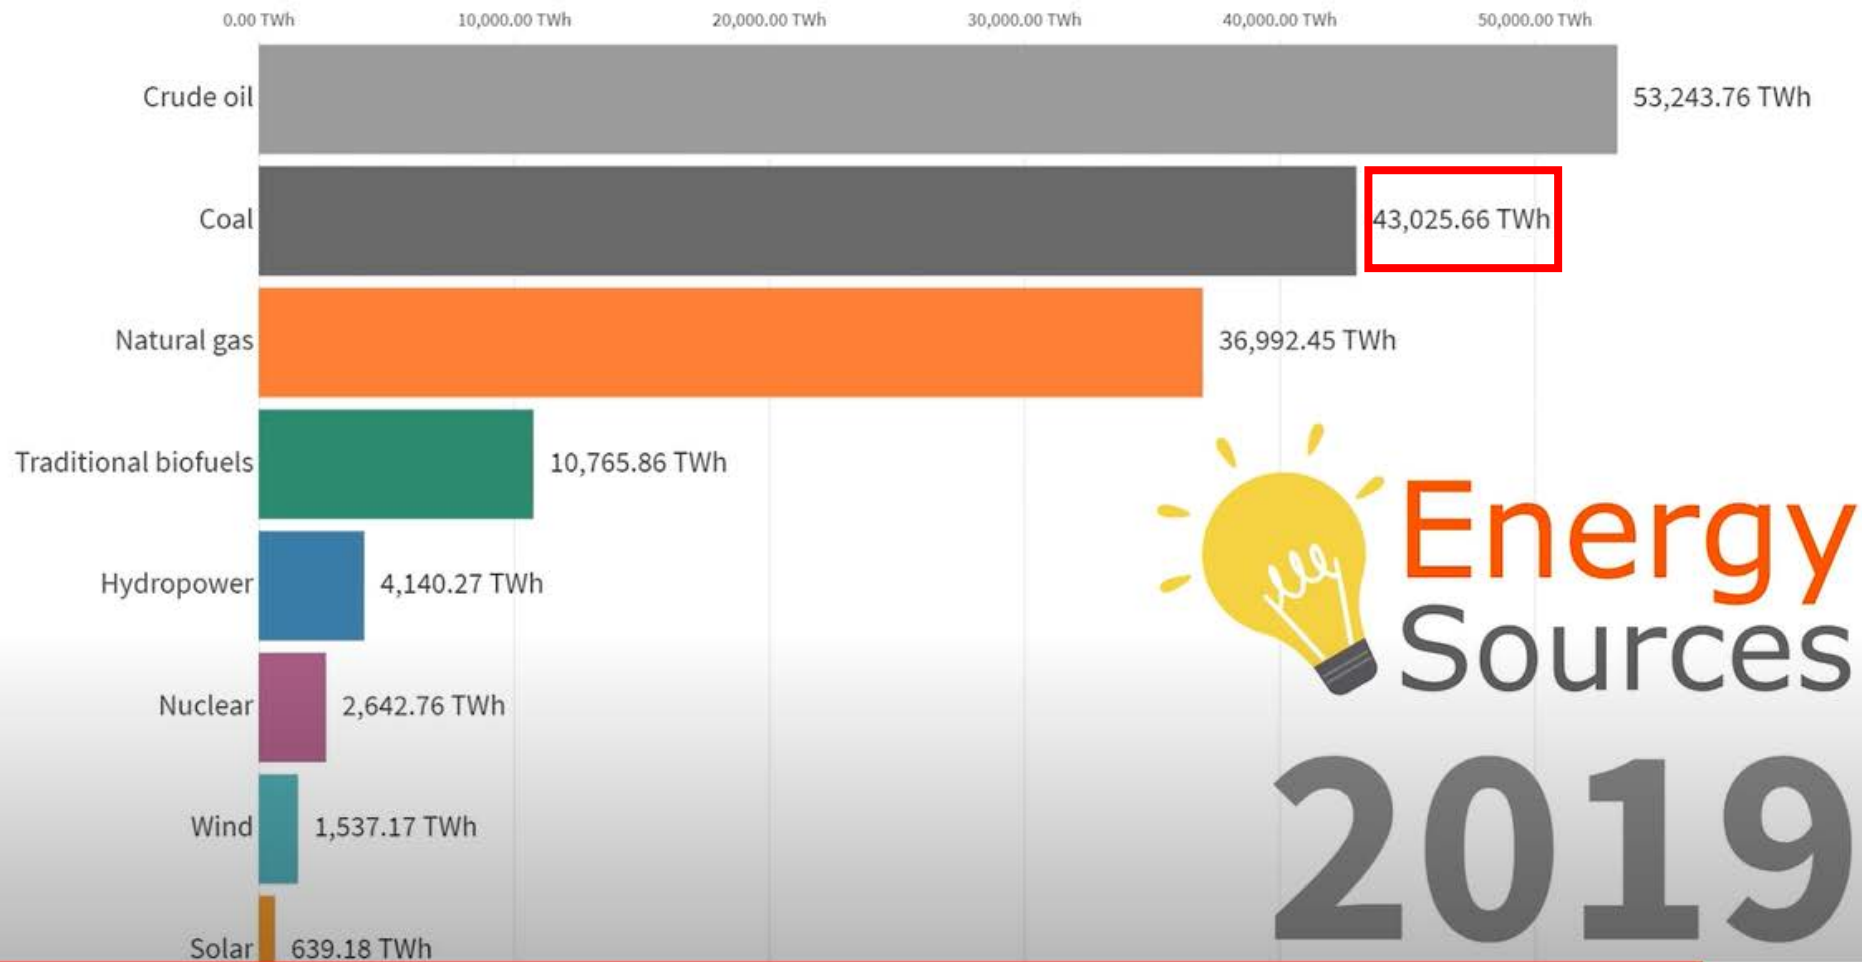 0.00 TWh 10,000.00 TWh 20,000.00 TWh 30,000.00 TWh 40,000.00 TWh 50,000.00 TWh
Crude oil 53,243.76 TWh
Coal 43,025.66 TWh
Natural gas 36,992.45 TWh
Traditional biofuels 10,765.86 TWh
Hydropower 4,140.27 TWh
Nuclear 2,642.76 TWh
Wind 1,537.17 TWh
Solar 639.18 TWh
Energy
Sources
2019